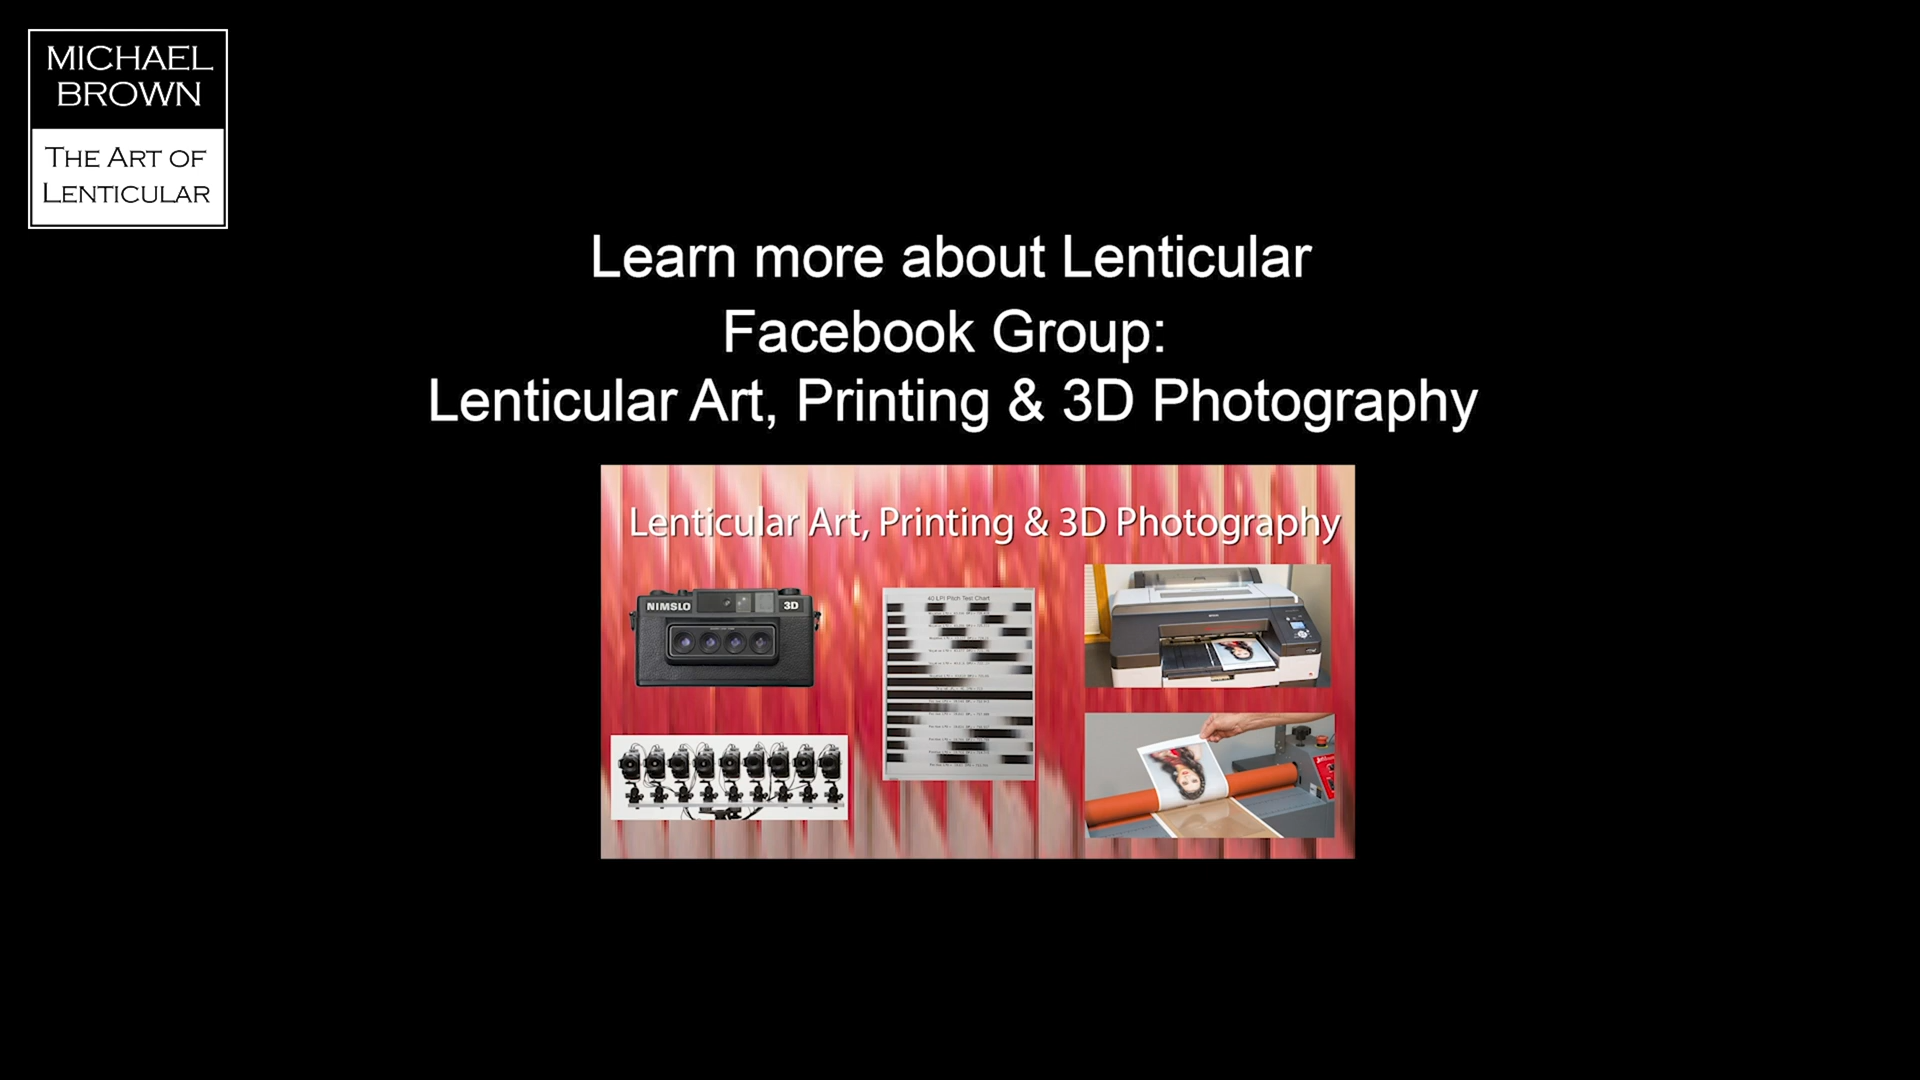 MICHAEL
BROWN
THE ART OF
LENTICULAR
Learn more about Lenticular
Facebook Group:
Lenticular Art, Printing & 3D Photography
Lenticular Art, Printing & 3D Photography
NIMSLO 3D
40 LPI Pitch Test Chart